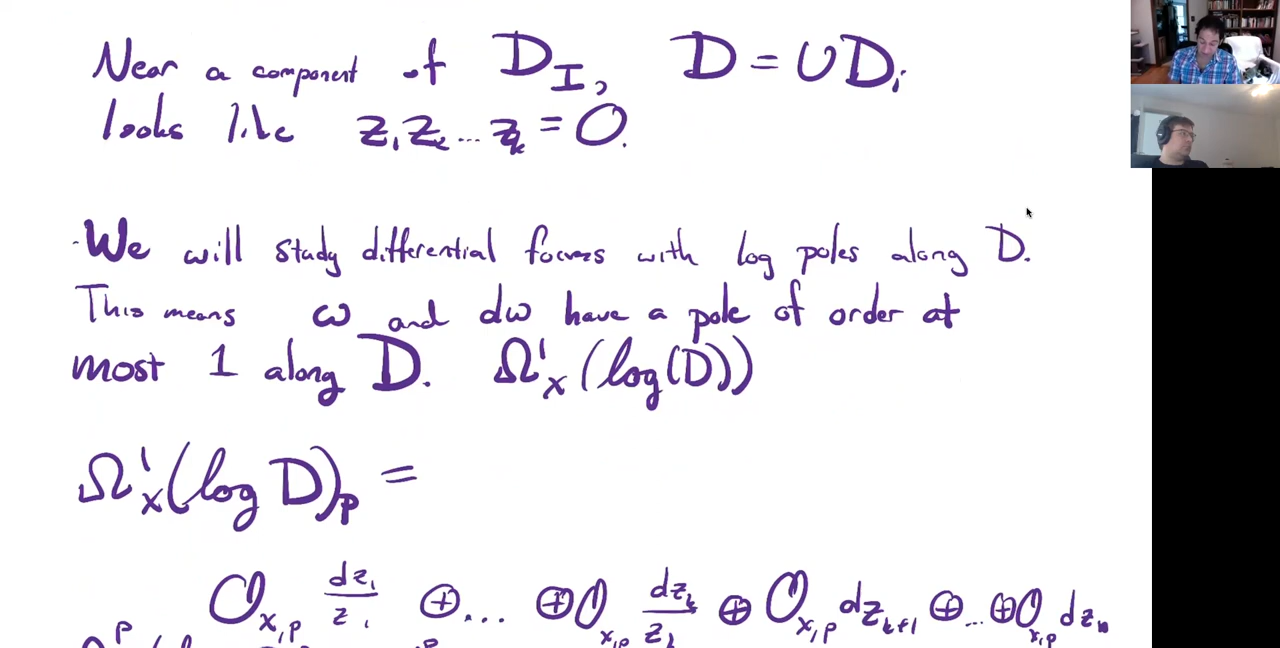 Near a component of D_I, D = ∪D_i
looks like z_1 z_2 ... z_k = 0.
· We will study differential forms with log poles along D.
This means ω and dω have a pole of order at
most 1 along D. Ω^1_X (log(D))
Ω^1_X (log D)_p =
O_{X,p} dz_1/z_1 ⊕ ... ⊕ O_{X,p} dz_k/z_k ⊕ O_{X,p} dz_{k+1} ⊕ ... ⊕ O_{X,p} dz_n